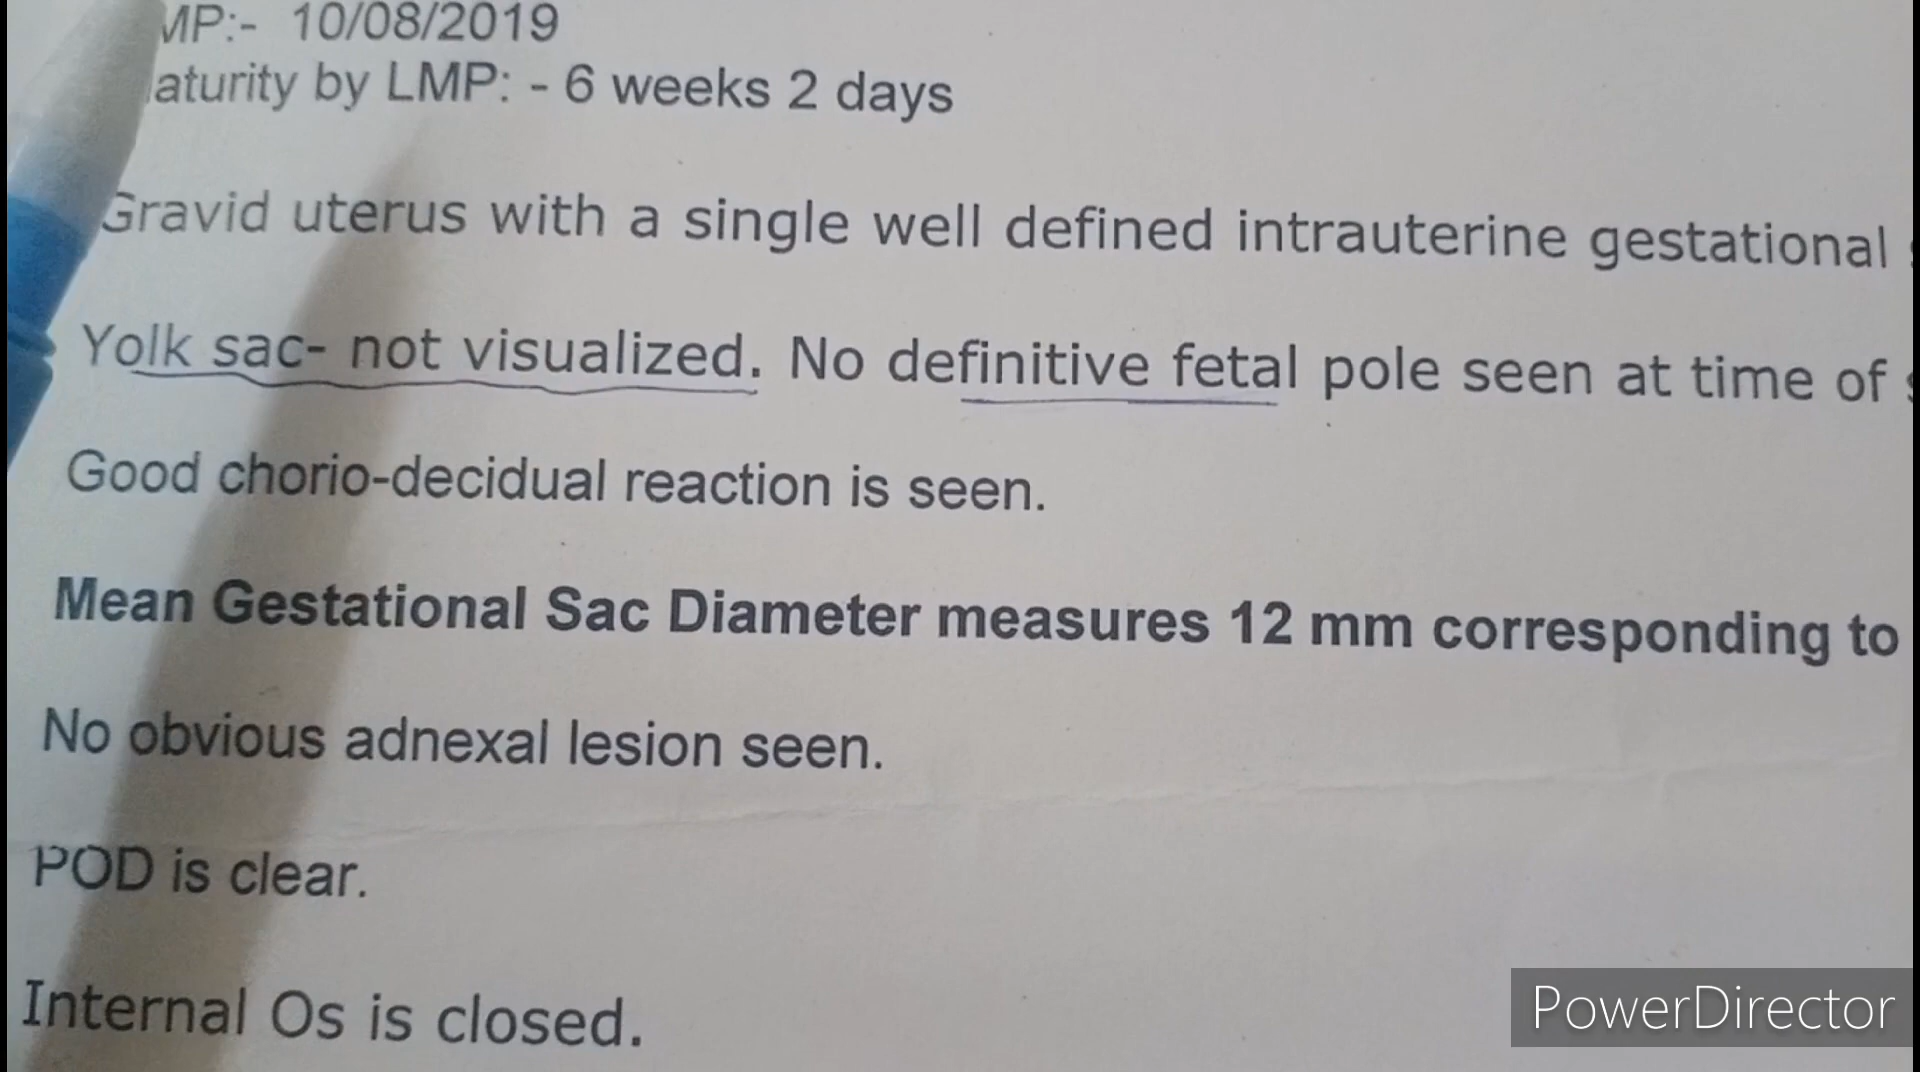 MP:- 10/08/2019
aturity by LMP: - 6 weeks 2 days
Gravid uterus with a single well defined intrauterine gestational
Yolk sac- not visualized. No definitive fetal pole seen at time of
Good chorio-decidual reaction is seen.
Mean Gestational Sac Diameter measures 12 mm corresponding to
No obvious adnexal lesion seen.
POD is clear.
Internal Os is closed.
PowerDirector